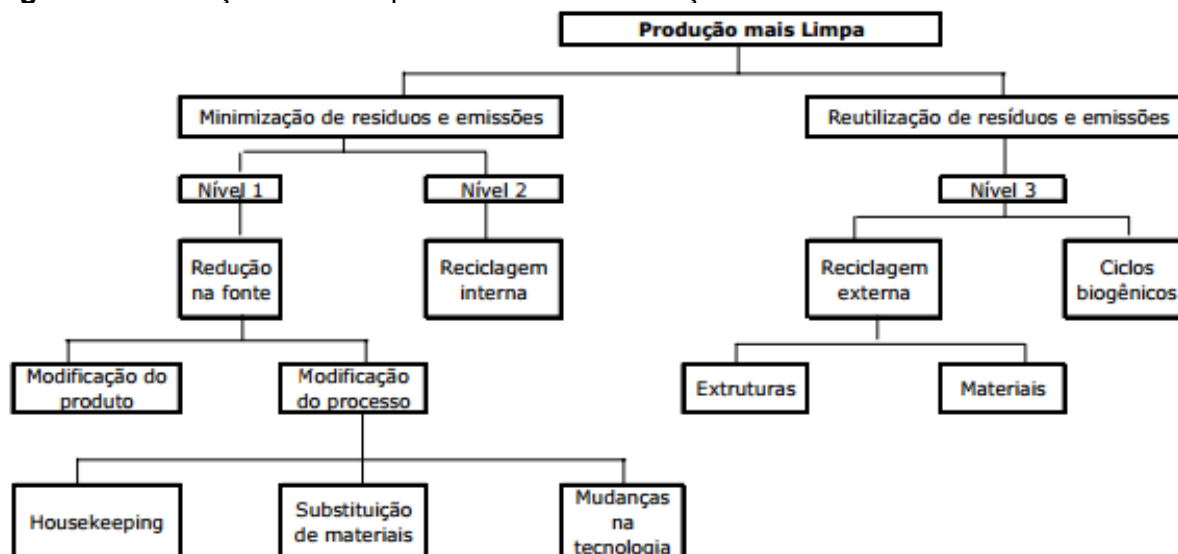 Produção mais Limpa
Minimização de residuos e emissões
Reutilização de resíduos e emissões
Nível 1
Nível 2
Nível 3
Redução
na fonte
Reciclagem
interna
Reciclagem
externa
Ciclos
biogênicos
Modificação do
produto
Modificação
do processo
Extruturas
Materiais
Housekeeping
Substituição
de materiais
Mudanças
na
tecnologia